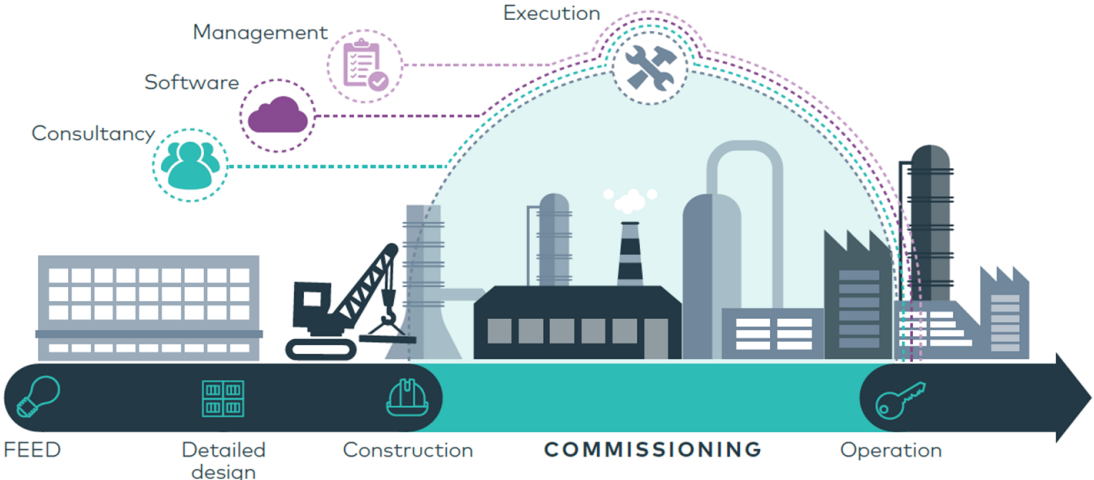 Execution
Management
Software
Consultancy
FEED
Detailed
design
Construction
COMMISSIONING
Operation